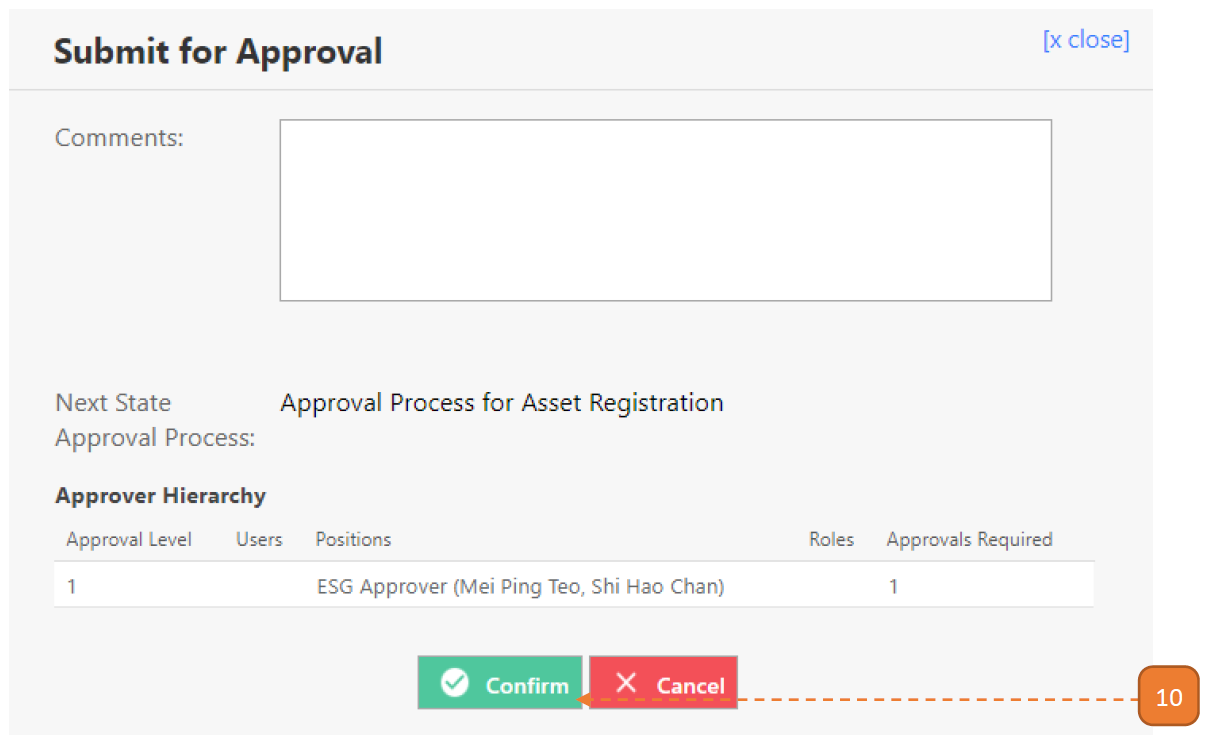 Submit for Approval
[x close]
Comments:
Next State
Approval Process:
Approval Process for Asset Registration
Approver Hierarchy
Approval Level Users Positions Roles Approvals Required
1 ESG Approver (Mei Ping Teo, Shi Hao Chan) 1
Confirm
Cancel
10